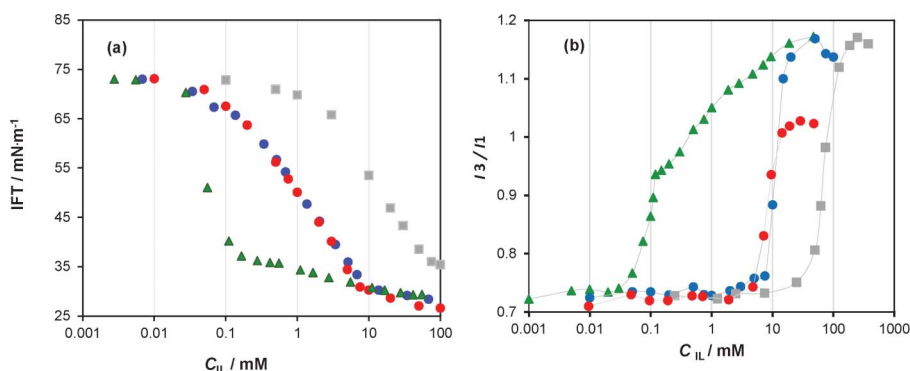 (a)
IFT / mN·m⁻¹
85
75
65
55
45
35
25
0.001 0.01 0.1 1 10 100
C_IL / mM
(b)
I 3 / I1
1.2
1.1
1
0.9
0.8
0.7
0.001 0.01 0.1 1 10 100 1000
C_IL / mM